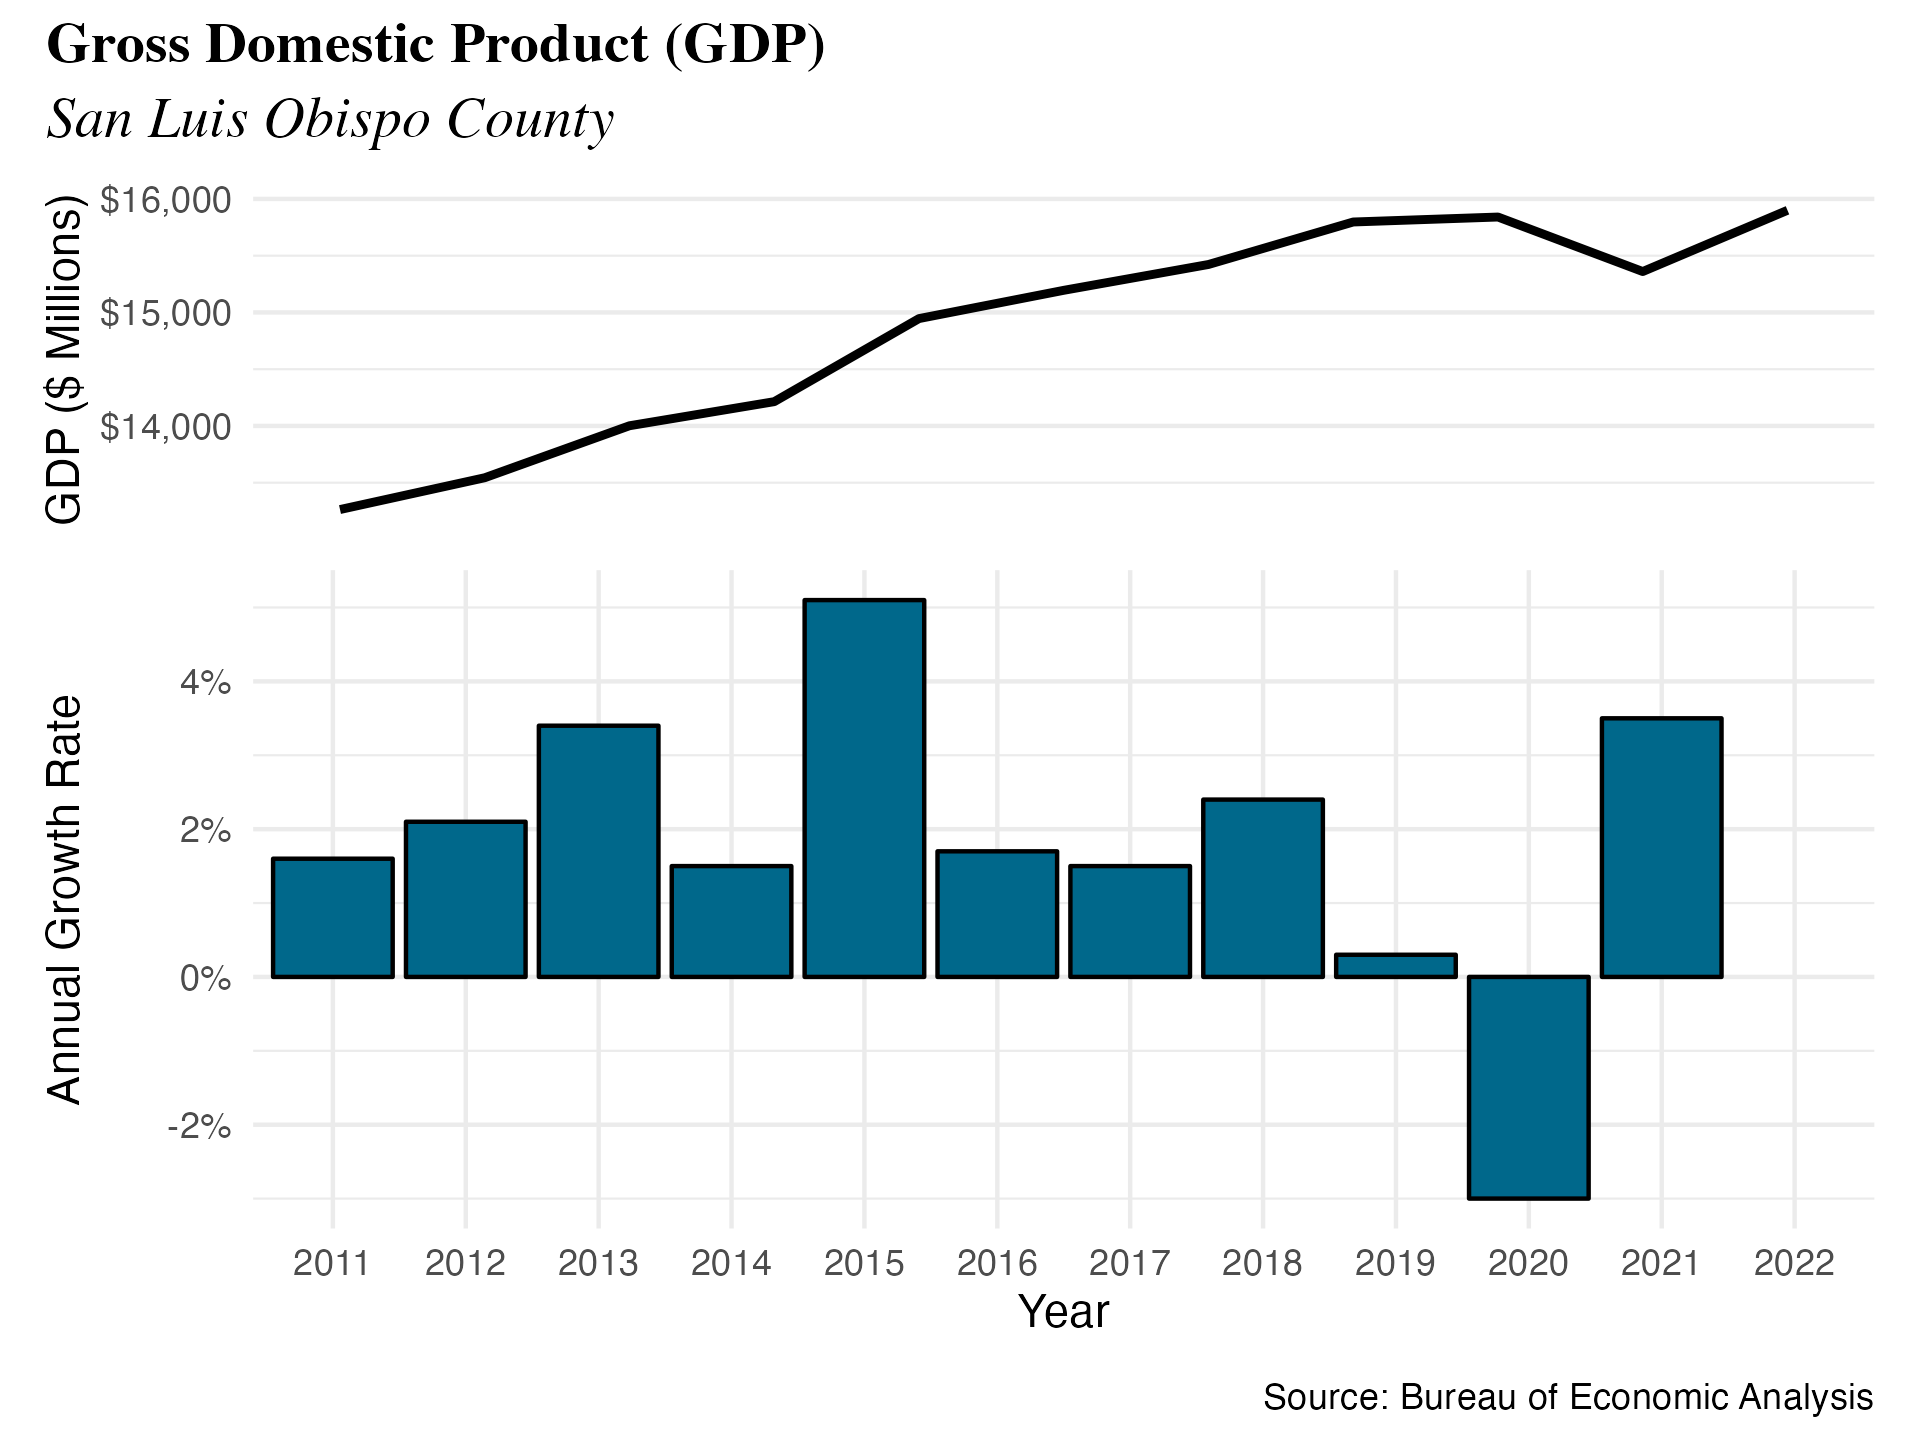 Gross Domestic Product (GDP)
San Luis Obispo County
GDP ($ Millions)
$16,000
$15,000
$14,000
Annual Growth Rate
4%
2%
0%
-2%
2011 2012 2013 2014 2015 2016 2017 2018 2019 2020 2021 2022
Year
Source: Bureau of Economic Analysis